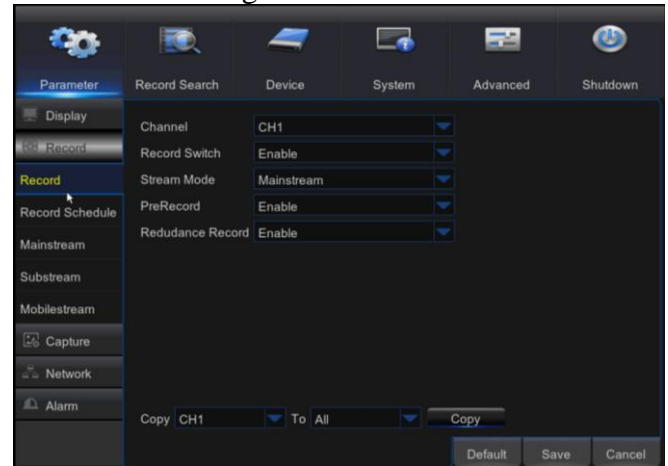 Parameter Record Search Device System Advanced Shutdown
Display
Record
Record
Record Schedule
Mainstream
Substream
Mobilestream
Capture
Network
Alarm
Channel CH1
Record Switch Enable
Stream Mode Mainstream
PreRecord Enable
Redudance Record Enable
Copy CH1 To All Copy
Default Save Cancel